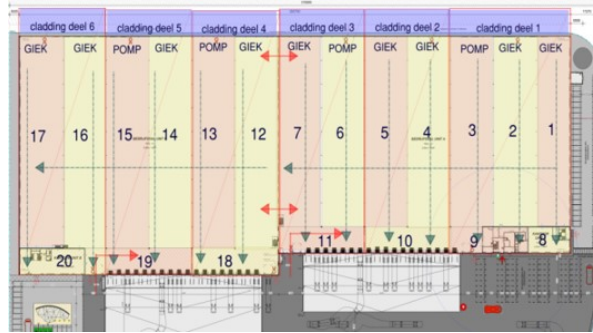 cladding deel 6 cladding deel 5 cladding deel 4 cladding deel 3 cladding deel 2 cladding deel 1
GIEK GIEK POMP GIEK POMP GIEK GIEK POMP GIEK GIEK POMP GIEK GIEK
17 16 15 14 13 12 7 6 5 4 3 2 1
20 19 18 11 10 9 8